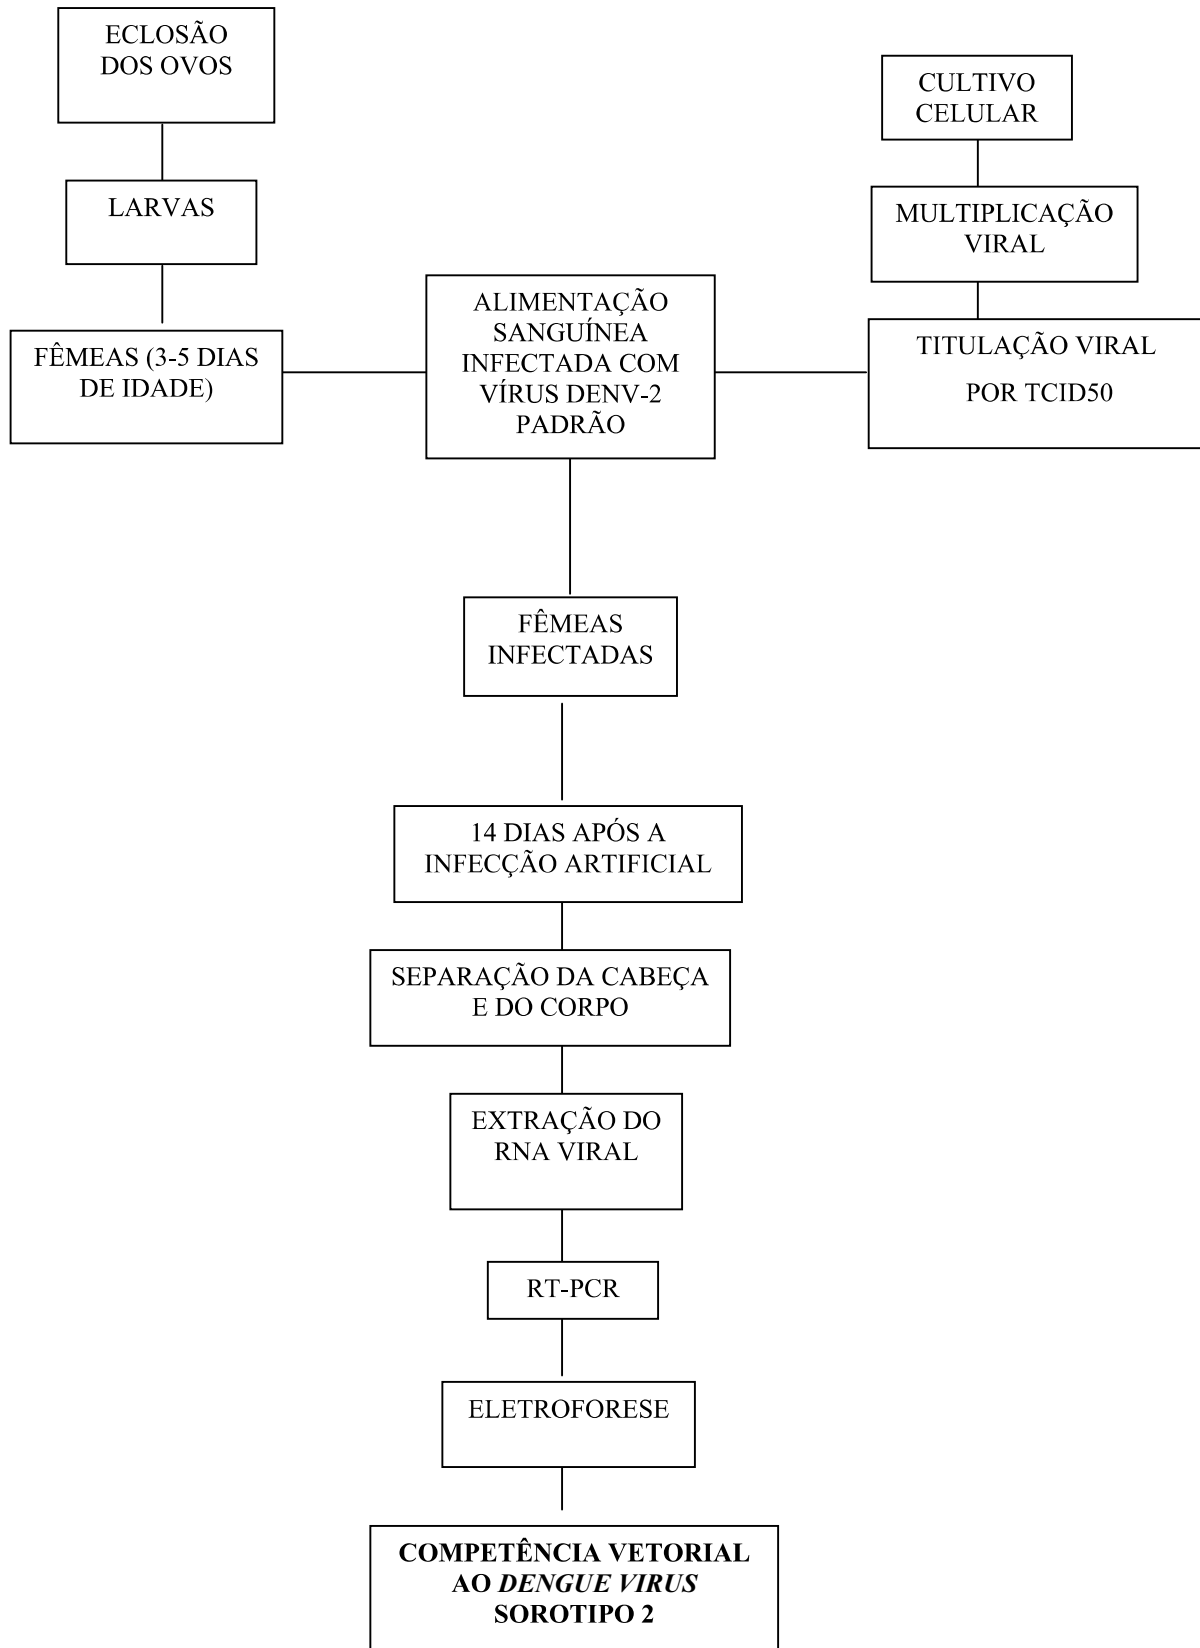 ECLOSÃO
DOS OVOS
LARVAS
FÊMEAS (3-5 DIAS
DE IDADE)
CULTIVO
CELULAR
MULTIPLICAÇÃO
VIRAL
TITULAÇÃO VIRAL
POR TCID50
ALIMENTAÇÃO
SANGUÍNEA
INFECTADA COM
VÍRUS DENV-2
PADRÃO
FÊMEAS
INFECTADAS
14 DIAS APÓS A
INFECÇÃO ARTIFICIAL
SEPARAÇÃO DA CABEÇA
E DO CORPO
EXTRAÇÃO DO
RNA VIRAL
RT-PCR
ELETROFORESE
COMPETÊNCIA VETORIAL
AO DENGUE VIRUS
SOROTIPO 2